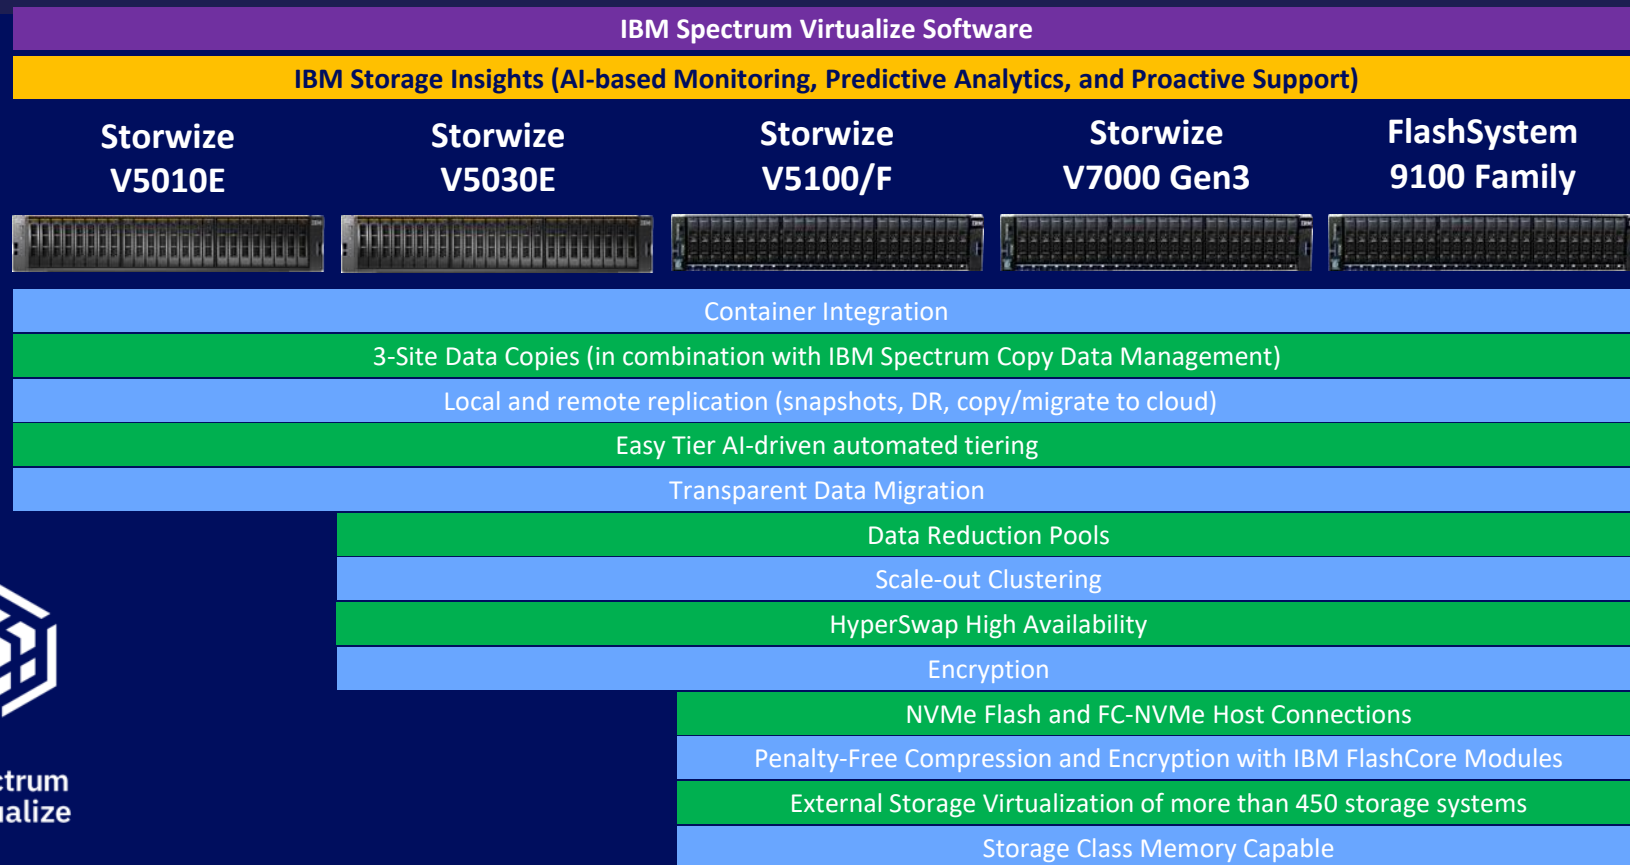 IBM Spectrum Virtualize Software
IBM Storage Insights (AI-based Monitoring, Predictive Analytics, and Proactive Support)
Storwize
V5010E
Storwize
V5030E
Storwize
V5100/F
Storwize
V7000 Gen3
FlashSystem
9100 Family
Container Integration
3-Site Data Copies (in combination with IBM Spectrum Copy Data Management)
Local and remote replication (snapshots, DR, copy/migrate to cloud)
Easy Tier AI-driven automated tiering
Transparent Data Migration
Data Reduction Pools
Scale-out Clustering
HyperSwap High Availability
Encryption
NVMe Flash and FC-NVMe Host Connections
Penalty-Free Compression and Encryption with IBM FlashCore Modules
External Storage Virtualization of more than 450 storage systems
Storage Class Memory Capable
ctrum
ualize